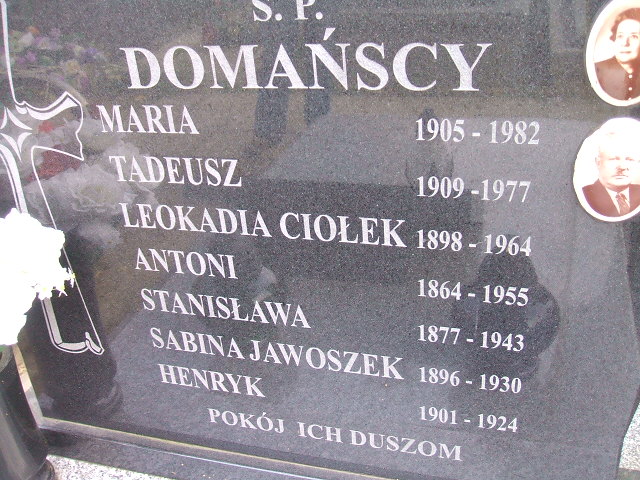 S. P.
DOMAŃSCY
MARIA 1905 - 1982
TADEUSZ 1909 - 1977
LEOKADIA CIOŁEK 1898 - 1964
ANTONI 1864 - 1955
STANISŁAWA 1877 - 1943
SABINA JAWOSZEK 1896 - 1930
HENRYK 1901 - 1924
POKÓJ ICH DUSZOM